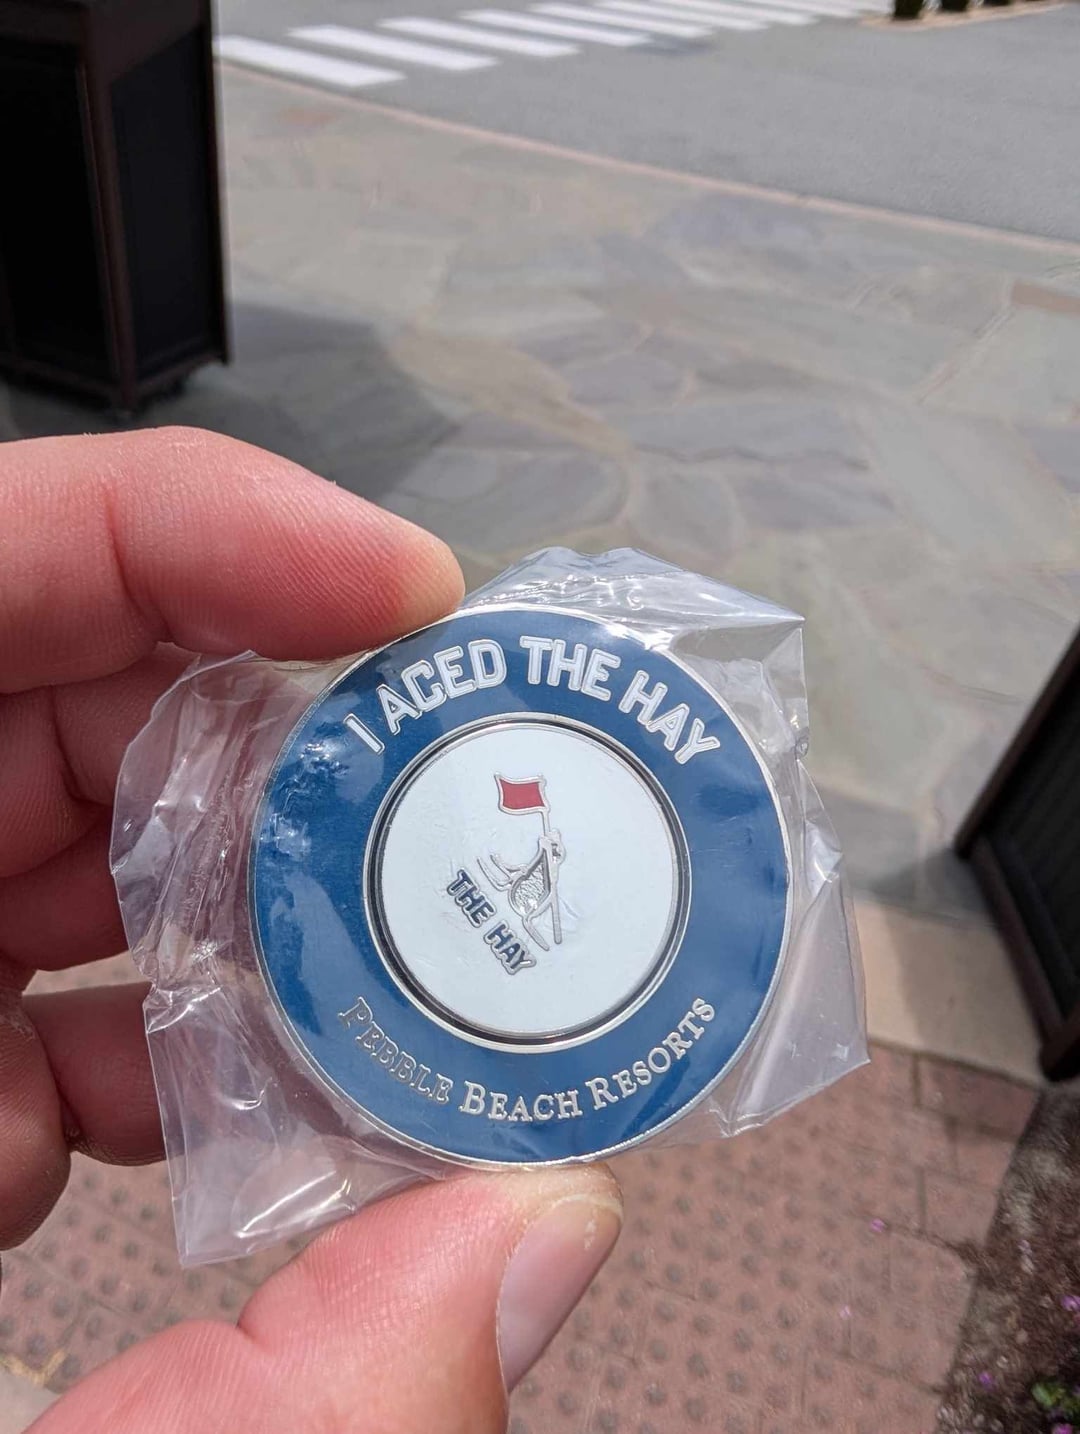 I ACED THE HAY
THE HAY
PEBBLE BEACH RESORTS